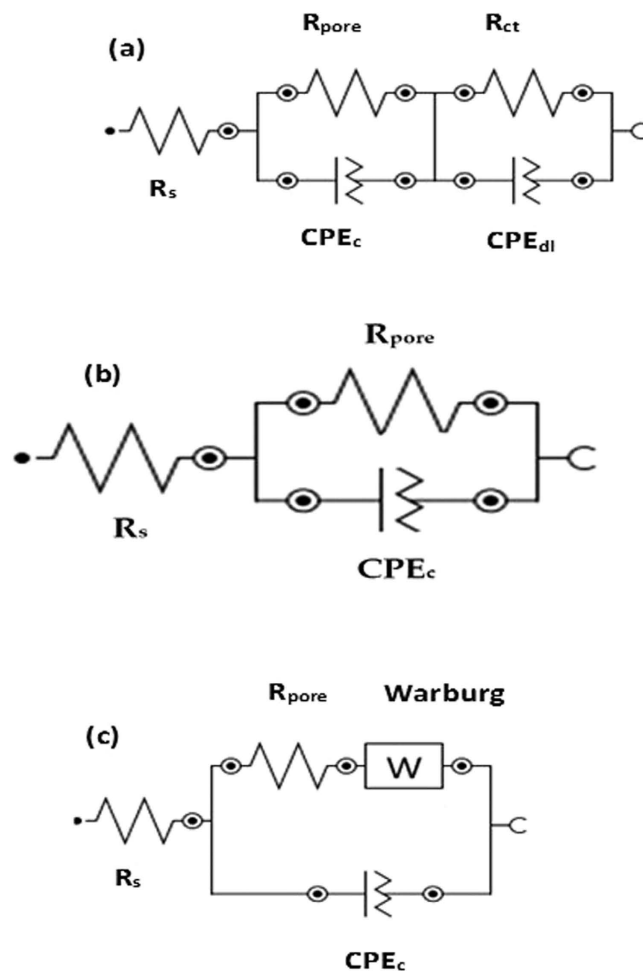 (a)
Rpore
Rct
Rs
CPEc
CPEdl
(b)
Rpore
Rs
CPEc
(c)
Rpore
Warburg
W
Rs
CPEc